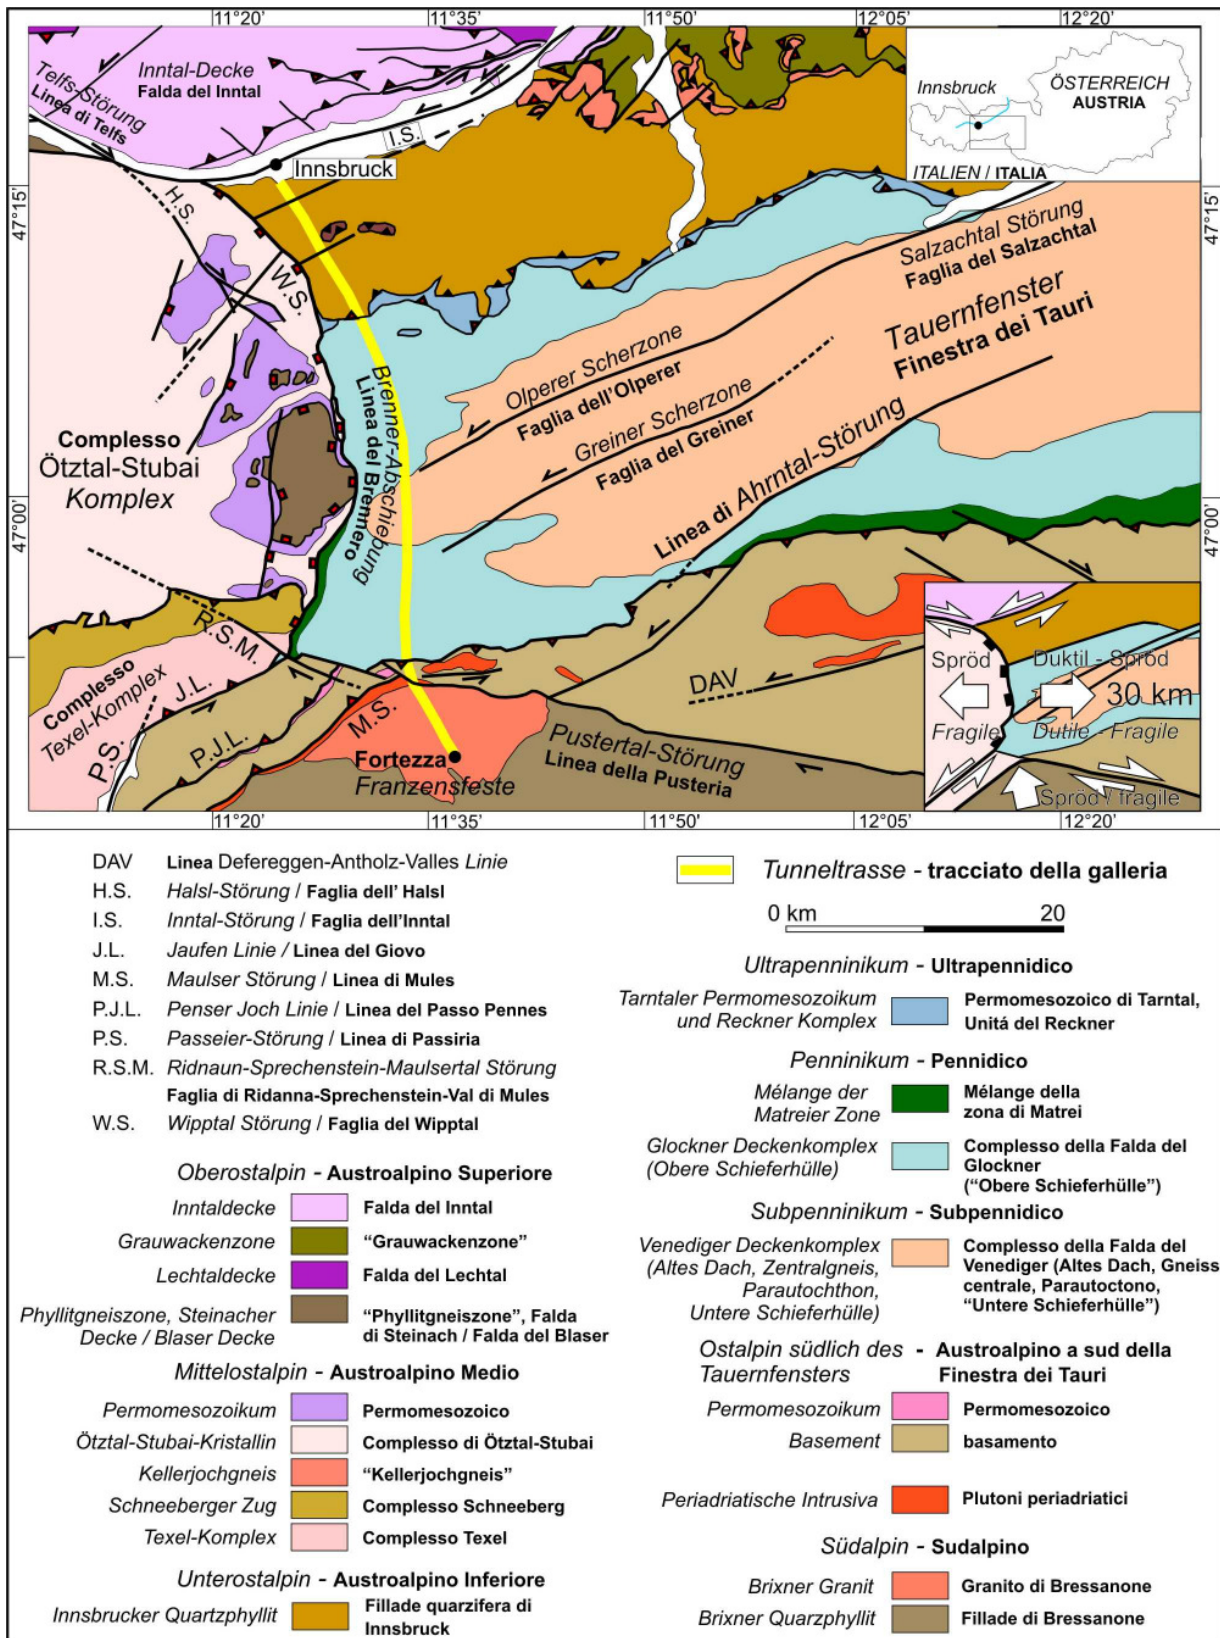 11°20'
11°35'
11°50'
12°05'
12°20'
Telfs-Störung
Linea di Telfs
Inntal-Decke
Falda del Inntal
I.S.
Innsbruck
Innsbruck
ÖSTERREICH
AUSTRIA
ITALIEN / ITALIA
47°15'
47°15'
H.S.
W.S.
Salzachtal Störung
Faglia del Salzachtal
Tauernfenster
Finestra dei Tauri
Olperer Scherzone
Faglia dell'Olperer
Greiner Scherzone
Faglia del Greiner
Brenner-Abschiebung
Linea del Brennero
Linea di Ahrntal-Störung
Complesso
Ötztal-Stubai
Komplex
47°00'
47°00'
R.S.M.
Complesso
Texel-Komplex
J.L.
P.S.
P.J.L.
M.S.
DAV
Fortezza
Franzensfeste
Pustertal-Störung
Linea della Pusteria
Spröd
Fragile
Duktil - Spröd
30 km
Dutile - Fragile
Spröd / fragile
11°20'
11°35'
11°50'
12°05'
12°20'
DAV Linea Defereggen-Antholz-Valles Linie
H.S. Halsl-Störung / Faglia dell' Halsl
I.S. Inntal-Störung / Faglia dell'Inntal
J.L. Jaufen Linie / Linea del Giovo
M.S. Maulser Störung / Linea di Mules
P.J.L. Penser Joch Linie / Linea del Passo Pennes
P.S. Passeier-Störung / Linea di Passiria
R.S.M. Ridnaun-Sprechenstein-Maulsertal Störung
Faglia di Ridanna-Sprechenstein-Val di Mules
W.S. Wipptal Störung / Faglia del Wipptal
Oberostalpin - Austroalpino Superiore
Inntaldecke Falda del Inntal
Grauwackenzone "Grauwackenzone"
Lechtaldecke Falda del Lechtal
Phyllitgneiszone, Steinacher "Phyllitgneiszone", Falda
Decke / Blaser Decke di Steinach / Falda del Blaser
Mittelostalpin - Austroalpino Medio
Permomesozoikum Permomesozoico
Ötztal-Stubai-Kristallin Complesso di Ötztal-Stubai
Kellerjochgneis "Kellerjochgneis"
Schneeberger Zug Complesso Schneeberg
Texel-Komplex Complesso Texel
Unterostalpin - Austroalpino Inferiore
Innsbrucker Quartzphyllit Fillade quarzifera di
Innsbruck
Tunneltrasse - tracciato della galleria
0 km 20
Ultrapenninikum - Ultrapennidico
Tarntaler Permomesozoikum Permomesozoico di Tarntal,
und Reckner Komplex Unitá del Reckner
Penninikum - Pennidico
Mélange der Mélange della
Matreier Zone zona di Matrei
Glockner Deckenkomplex Complesso della Falda del
(Obere Schieferhülle) Glockner
("Obere Schieferhülle")
Subpenninikum - Subpennidico
Venediger Deckenkomplex Complesso della Falda del
(Altes Dach, Zentralgneis, Venediger (Altes Dach, Gneiss
Parautochthon, centrale, Parautoctono,
Untere Schieferhülle) "Untere Schieferhülle")
Ostalpin südlich des - Austroalpino a sud della
Tauernfensters Finestra dei Tauri
Permomesozoikum Permomesozoico
Basement basamento
Periadriatische Intrusiva Plutoni periadriatici
Südalpin - Sudalpino
Brixner Granit Granito di Bressanone
Brixner Quarzphyllit Fillade di Bressanone